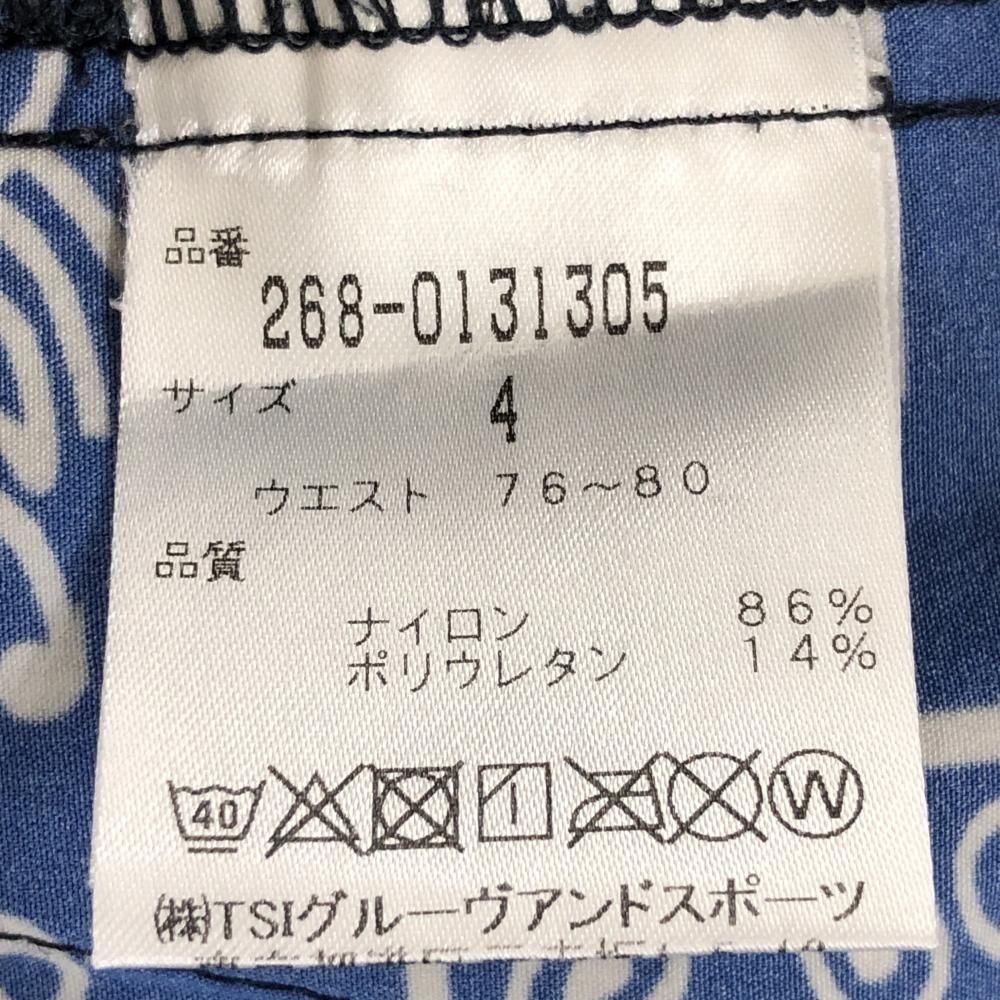 品番
268-0131305
サイズ 4
ウエスト 76~80
品質
ナイロン 86%
ポリウレタン 14%
40 W
(株)TSIグルーヴアンドスポーツ